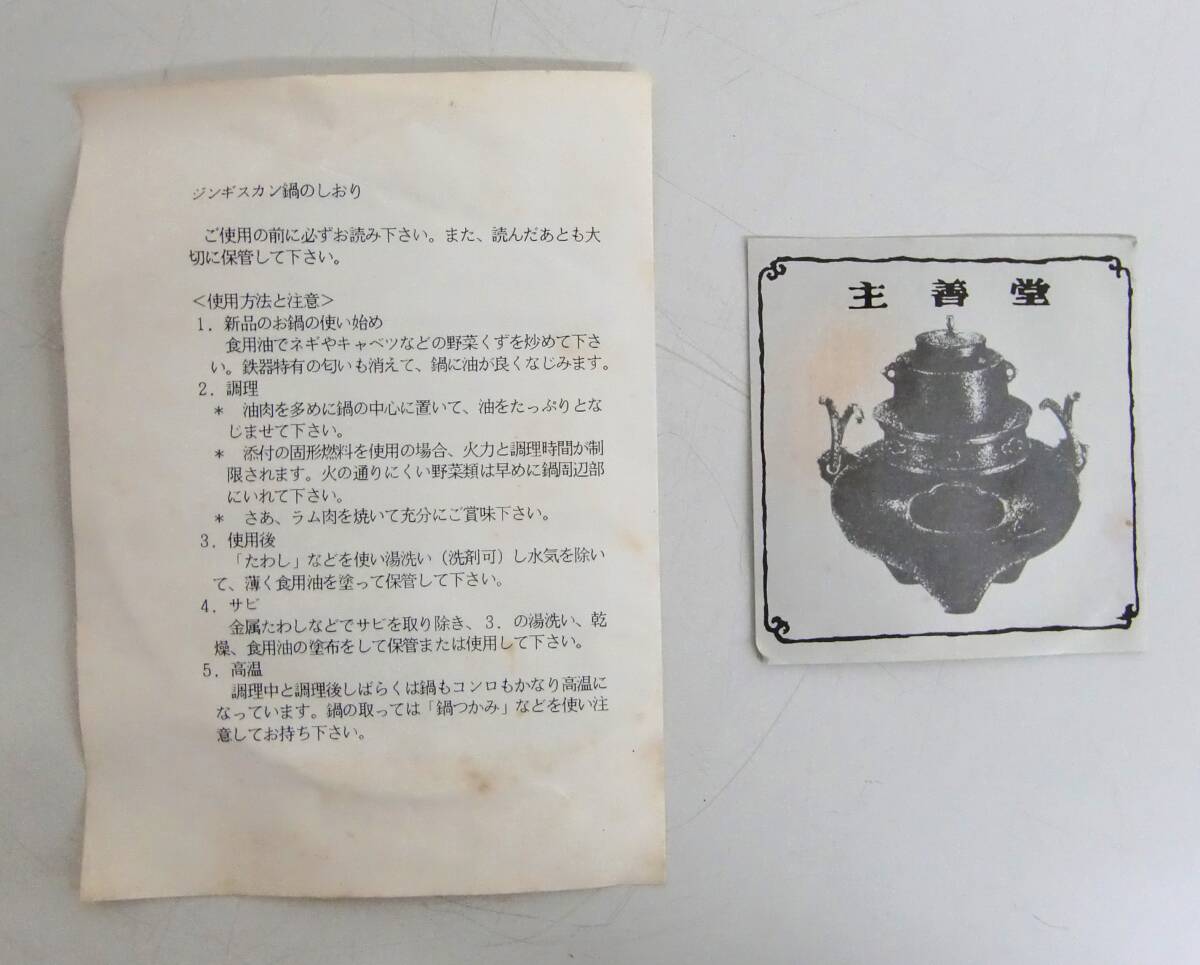 ジンギスカン鍋のしおり
ご使用の前に必ずお読み下さい。また、読んだあとも大
切に保管して下さい。
＜使用方法と注意＞
1．新品のお鍋の使い始め
食用油でネギやキャベツなどの野菜くずを炒めて下さ
い。鉄器特有の匂いも消えて、鍋に油が良くなじみます。
2．調理
＊　油肉を多めに鍋の中心に置いて、油をたっぷりとな
じませて下さい。
＊　添付の固形燃料を使用の場合、火力と調理時間が制
限されます。火の通りにくい野菜類は早めに鍋周辺部
にいれて下さい。
＊　さあ、ラム肉を焼いて充分にご賞味下さい。
3．使用後
「たわし」などを使い湯洗い（洗剤可）し水気を除い
て、薄く食用油を塗って保管して下さい。
4．サビ
金属たわしなどでサビを取り除き、3．の湯洗い、乾
燥、食用油の塗布をして保管または使用して下さい。
5．高温
調理中と調理後しばらくは鍋もコンロもかなり高温に
なっています。鍋の取っては「鍋つかみ」などを使い注
意してお持ち下さい。
主善堂